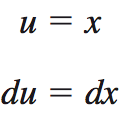 u = x
du = dx